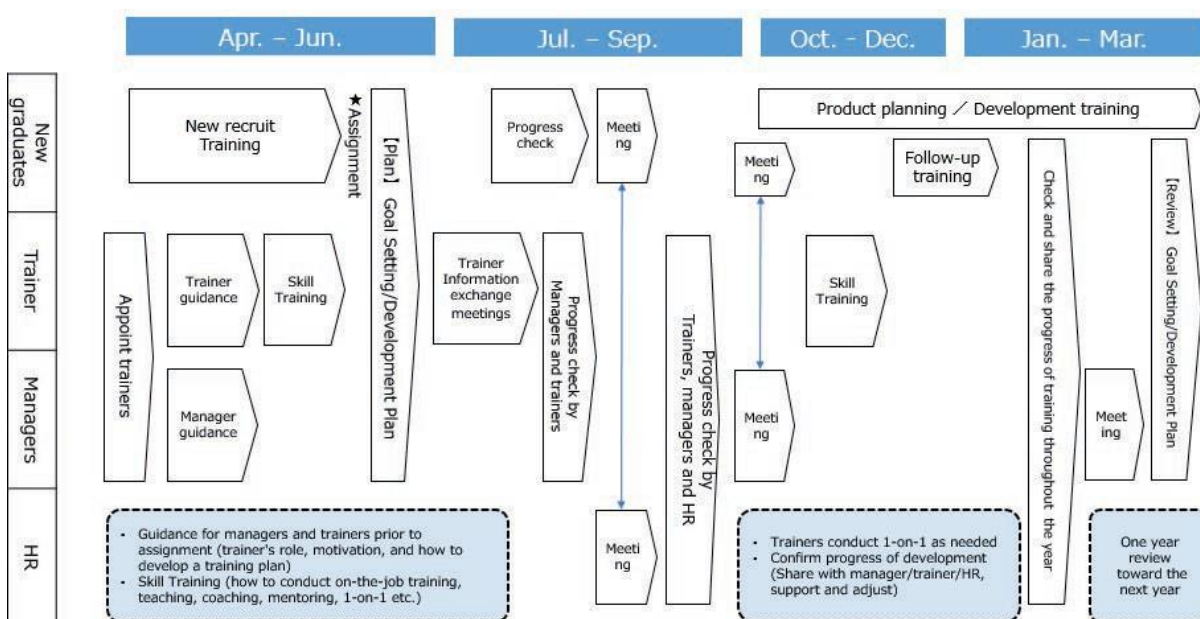 Apr. – Jun.
Jul. – Sep.
Oct. - Dec.
Jan. – Mar.
New
graduates
New recruit
Training
★Assignment
【Plan】 Goal Setting/Development Plan
Progress
check
Meeti
ng
Product planning ／ Development training
Meeti
ng
Follow-up
training
Check and share the progress of training throughout the year
【Review】 Goal Setting/Development Plan
Trainer
Appoint trainers
Trainer
guidance
Skill
Training
Trainer
Information
exchange
meetings
Progress check by
Managers and trainers
Progress check by
Trainers, managers and HR
Skill
Training
Managers
Manager
guidance
Meeti
ng
Meet
ing
HR
• Guidance for managers and trainers prior to
assignment (trainer's role, motivation, and how to
develop a training plan)
• Skill Training (how to conduct on-the-job training,
teaching, coaching, mentoring, 1-on-1 etc.)
Meeti
ng
• Trainers conduct 1-on-1 as needed
• Confirm progress of development
(Share with manager/trainer/HR,
support and adjust)
One year
review
toward the
next year